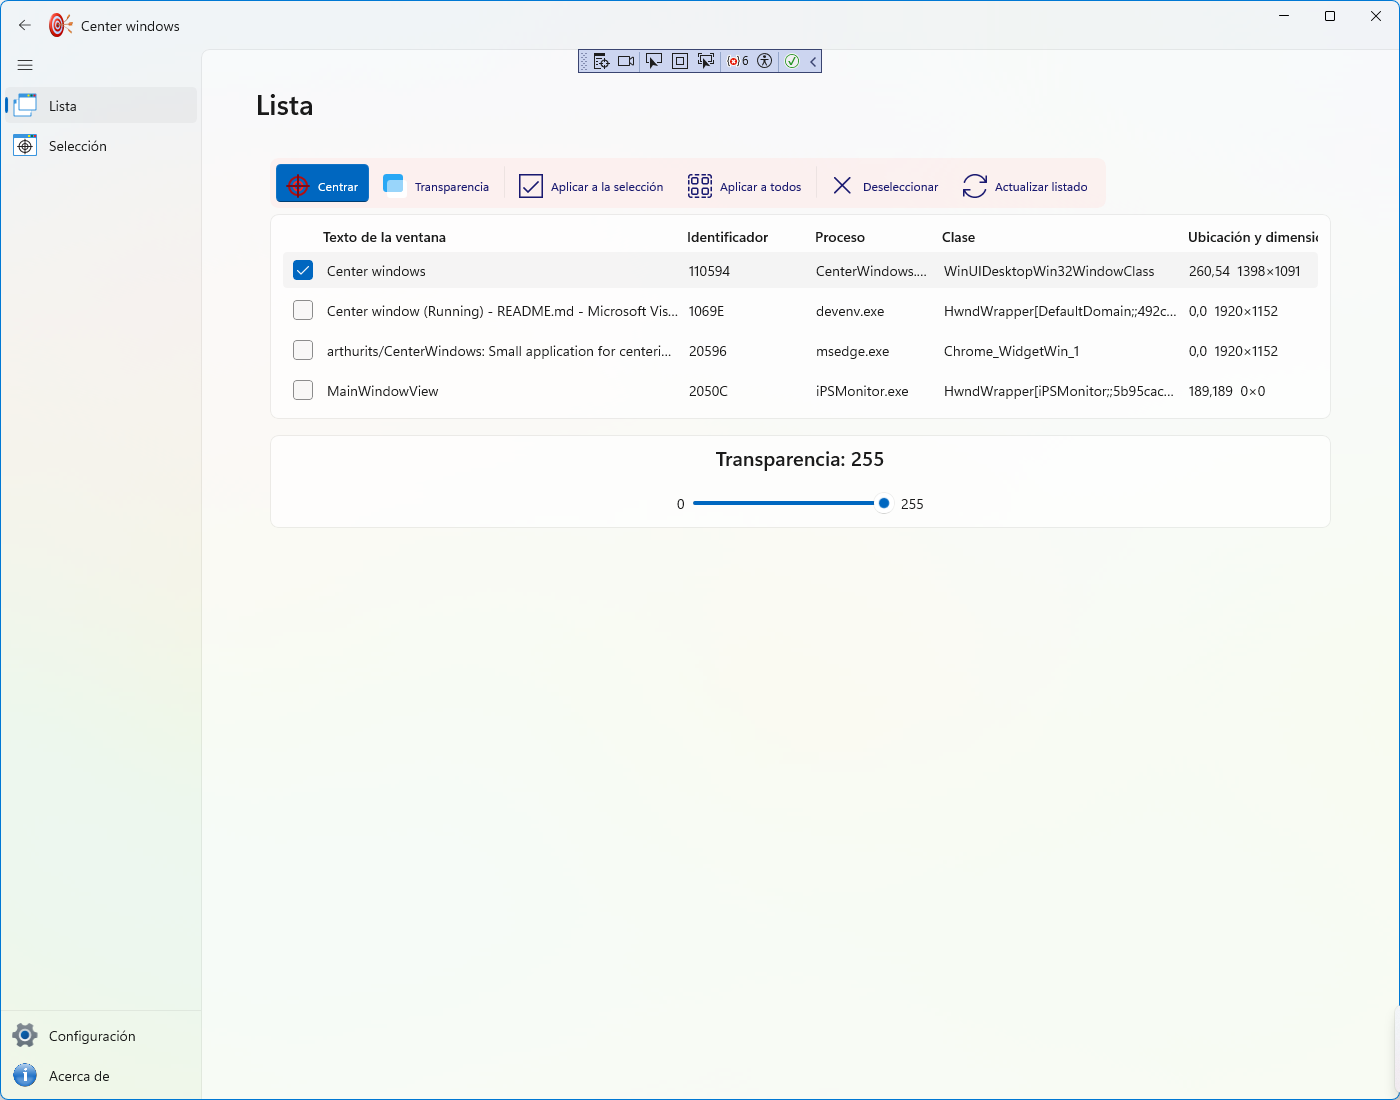 Center windows
6
Lista
Selección
Lista
Centrar Transparencia Aplicar a la selección Aplicar a todos Deseleccionar Actualizar listado
Texto de la ventana Identificador Proceso Clase Ubicación y dimensi
Center windows 110594 CenterWindows.... WinUIDesktopWin32WindowClass 260,54 1398×1091
Center window (Running) - README.md - Microsoft Vis... 1069E devenv.exe HwndWrapper[DefaultDomain;;492c... 0,0 1920×1152
arthurits/CenterWindows: Small application for centeri... 20596 msedge.exe Chrome_WidgetWin_1 0,0 1920×1152
MainWindowView 2050C iPSMonitor.exe HwndWrapper[iPSMonitor;;5b95cac... 189,189 0×0
Transparencia: 255
0 255
Configuración
Acerca de